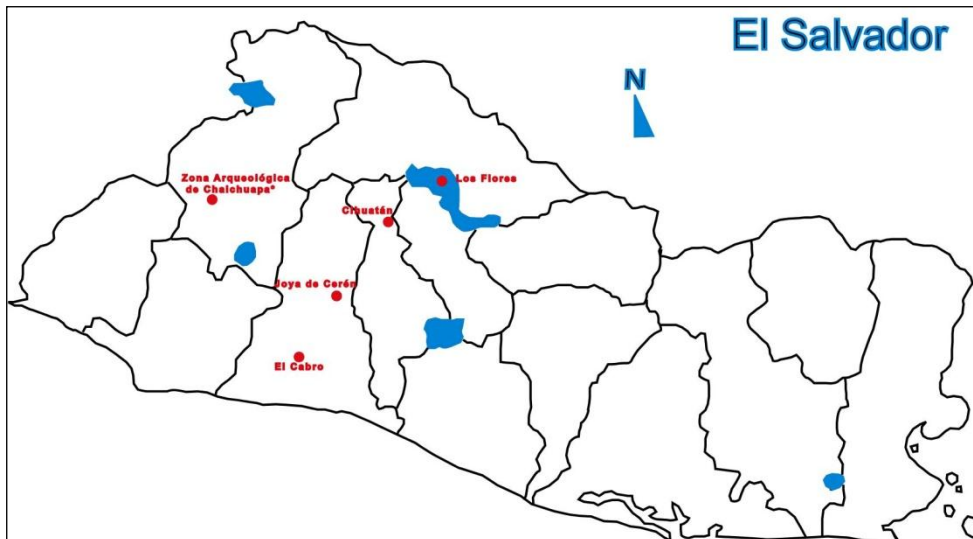 El Salvador
N
Zona Arqueológica
de Chalchuapa*
Los Flores
Cihuatán
Joya de Cerén
El Cabro